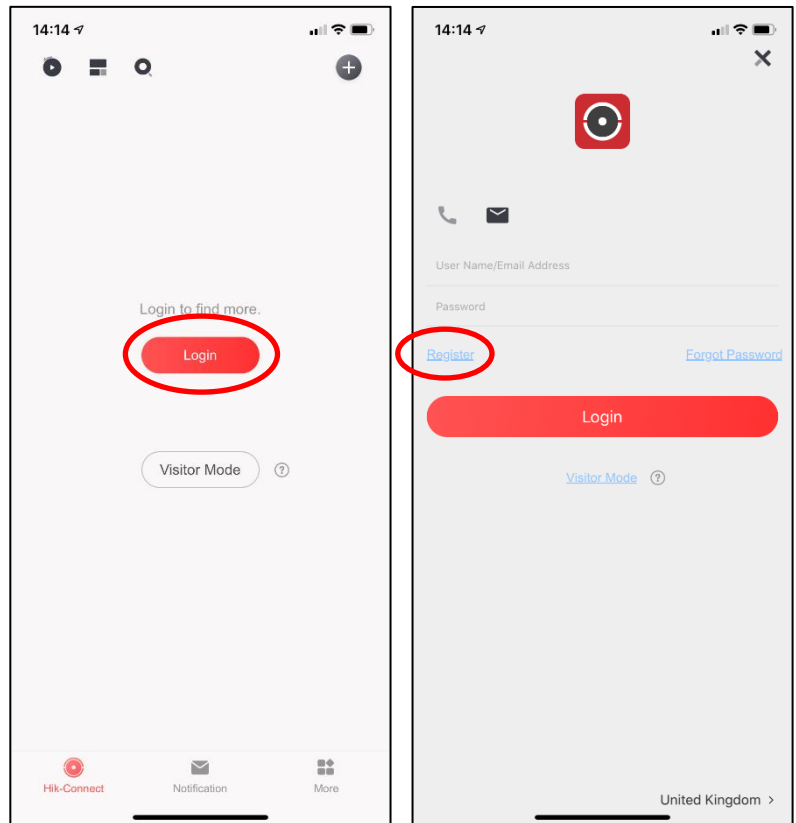 14:14
Login to find more.
Login
Visitor Mode ?
Hik-Connect Notification More
14:14
User Name/Email Address
Password
Register Forgot Password
Login
Visitor Mode ?
United Kingdom >